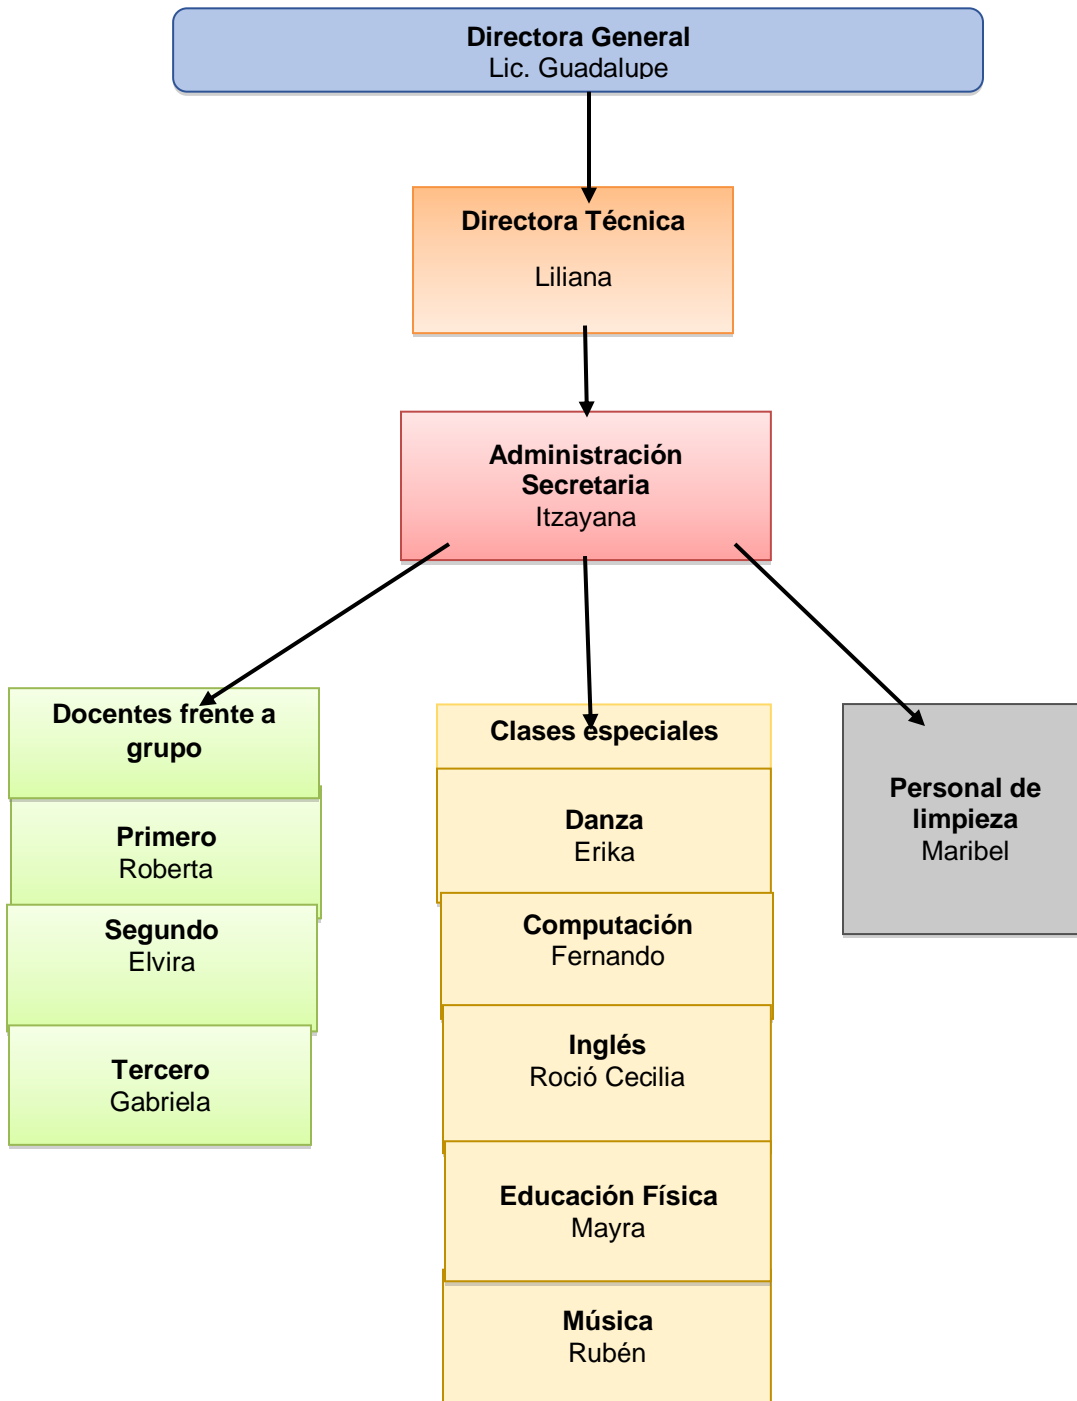 Directora General
Lic. Guadalupe
Directora Técnica
Liliana
Administración
Secretaria
Itzayana
Docentes frente a
grupo
Primero
Roberta
Segundo
Elvira
Tercero
Gabriela
Clases especiales
Danza
Erika
Computación
Fernando
Inglés
Roció Cecilia
Educación Física
Mayra
Música
Rubén
Personal de
limpieza
Maribel